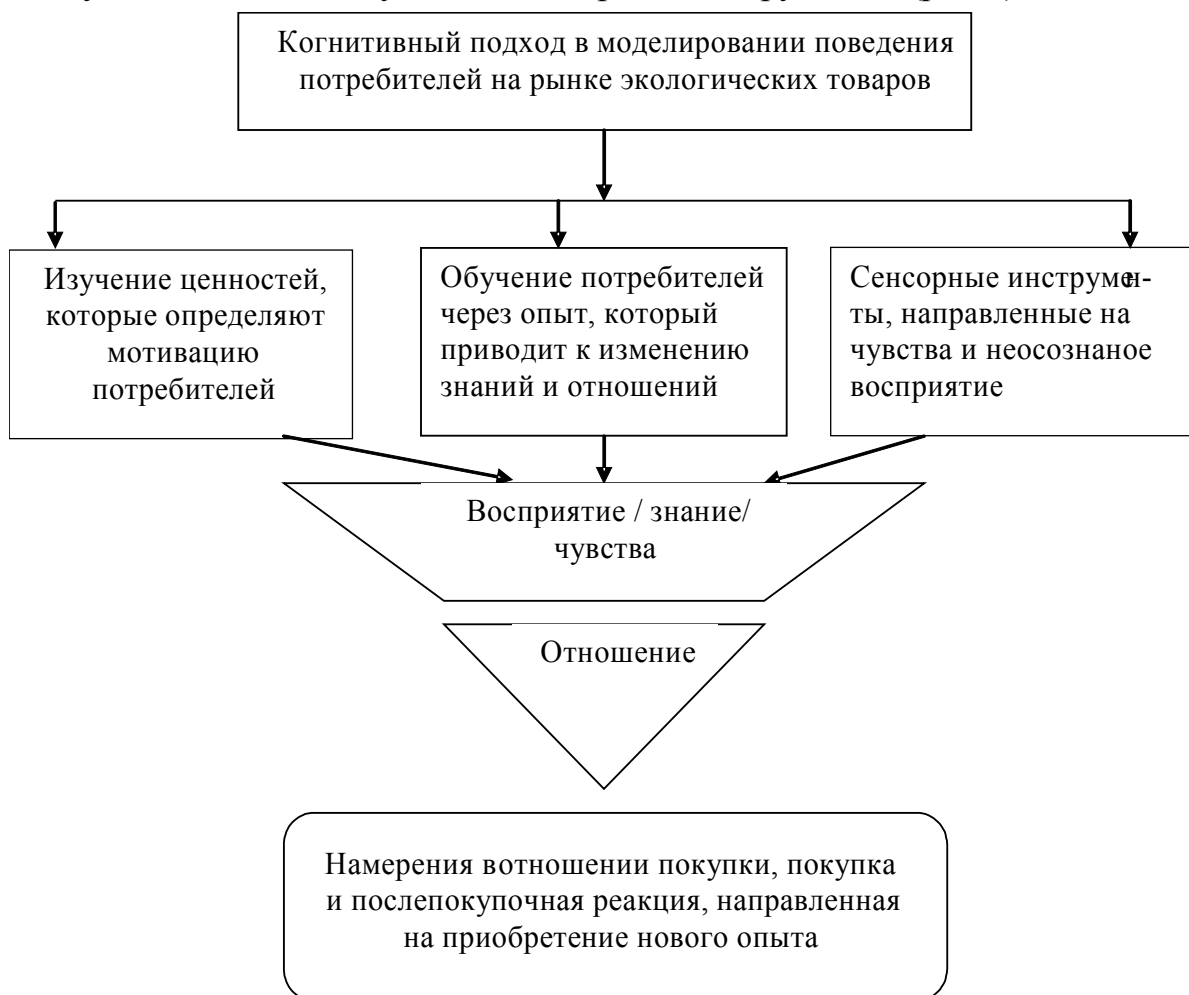 Когнитивный подход в моделировании поведения
потребителей на рынке экологических товаров
Изучение ценностей,
которые определяют
мотивацию
потребителей
Обучение потребителей
через опыт, который
приводит к изменению
знаний и отношений
Сенсорные инструмен-
ты, направленные на
чувства и неосознаное
восприятие
Восприятие / знание/
чувства
Отношение
Намерения вотношении покупки, покупка
и послепокупочная реакция, направленная
на приобретение нового опыта